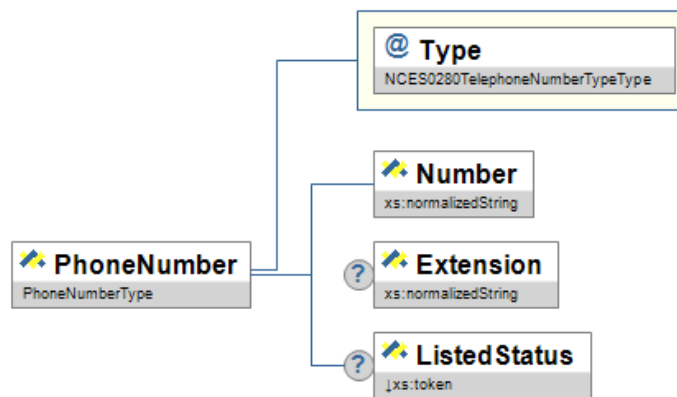 @ Type
NCES0280TelephoneNumberTypeType
Number
xs:normalizedString
PhoneNumber
PhoneNumberType
? Extension
xs:normalizedString
? ListedStatus
↓xs:token